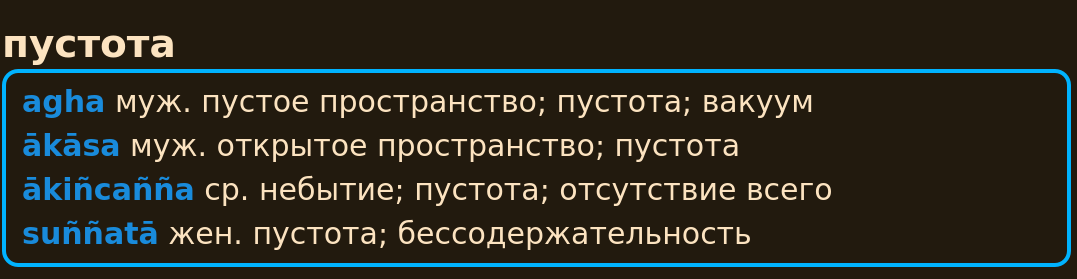 пустота
agha муж. пустое пространство; пустота; вакуум
ākāsa муж. открытое пространство; пустота
ākiñcañña ср. небытие; пустота; отсутствие всего
suññatā жен. пустота; бессодержательность